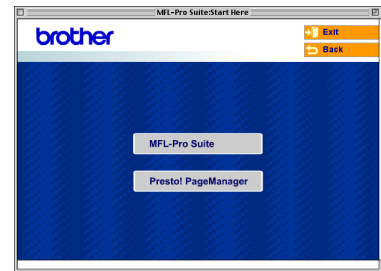 MFL-Pro Suite:Start Here
brother
Exit
Back
MFL-Pro Suite
Presto! PageManager